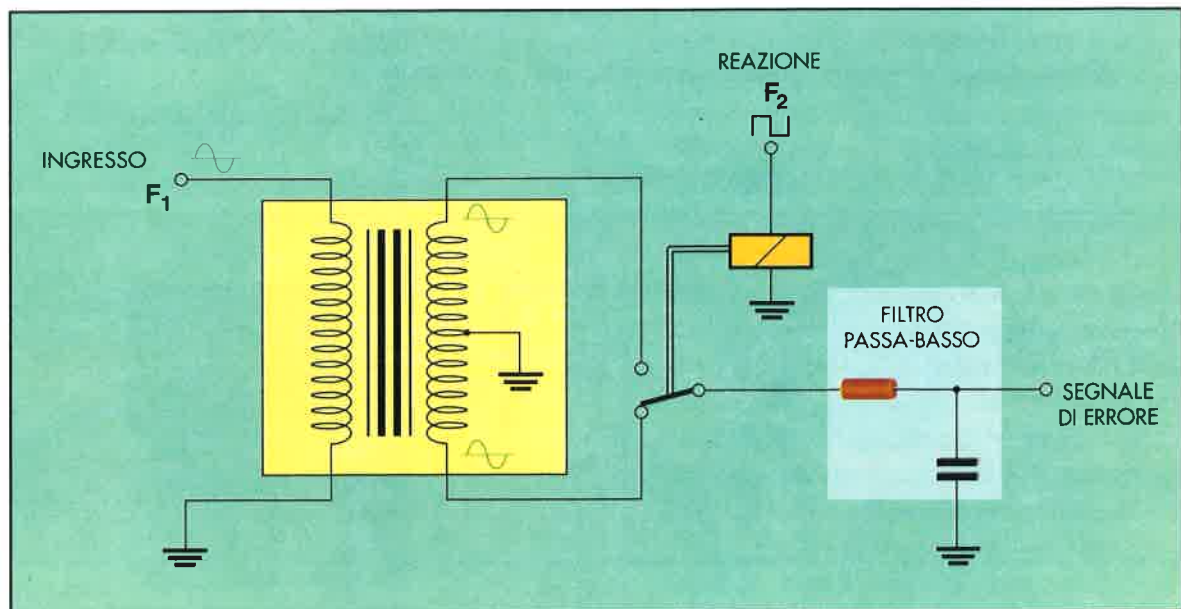 REAZIONE
F₂
INGRESSO
F₁
FILTRO
PASSA-BASSO
SEGNALE
DI ERRORE